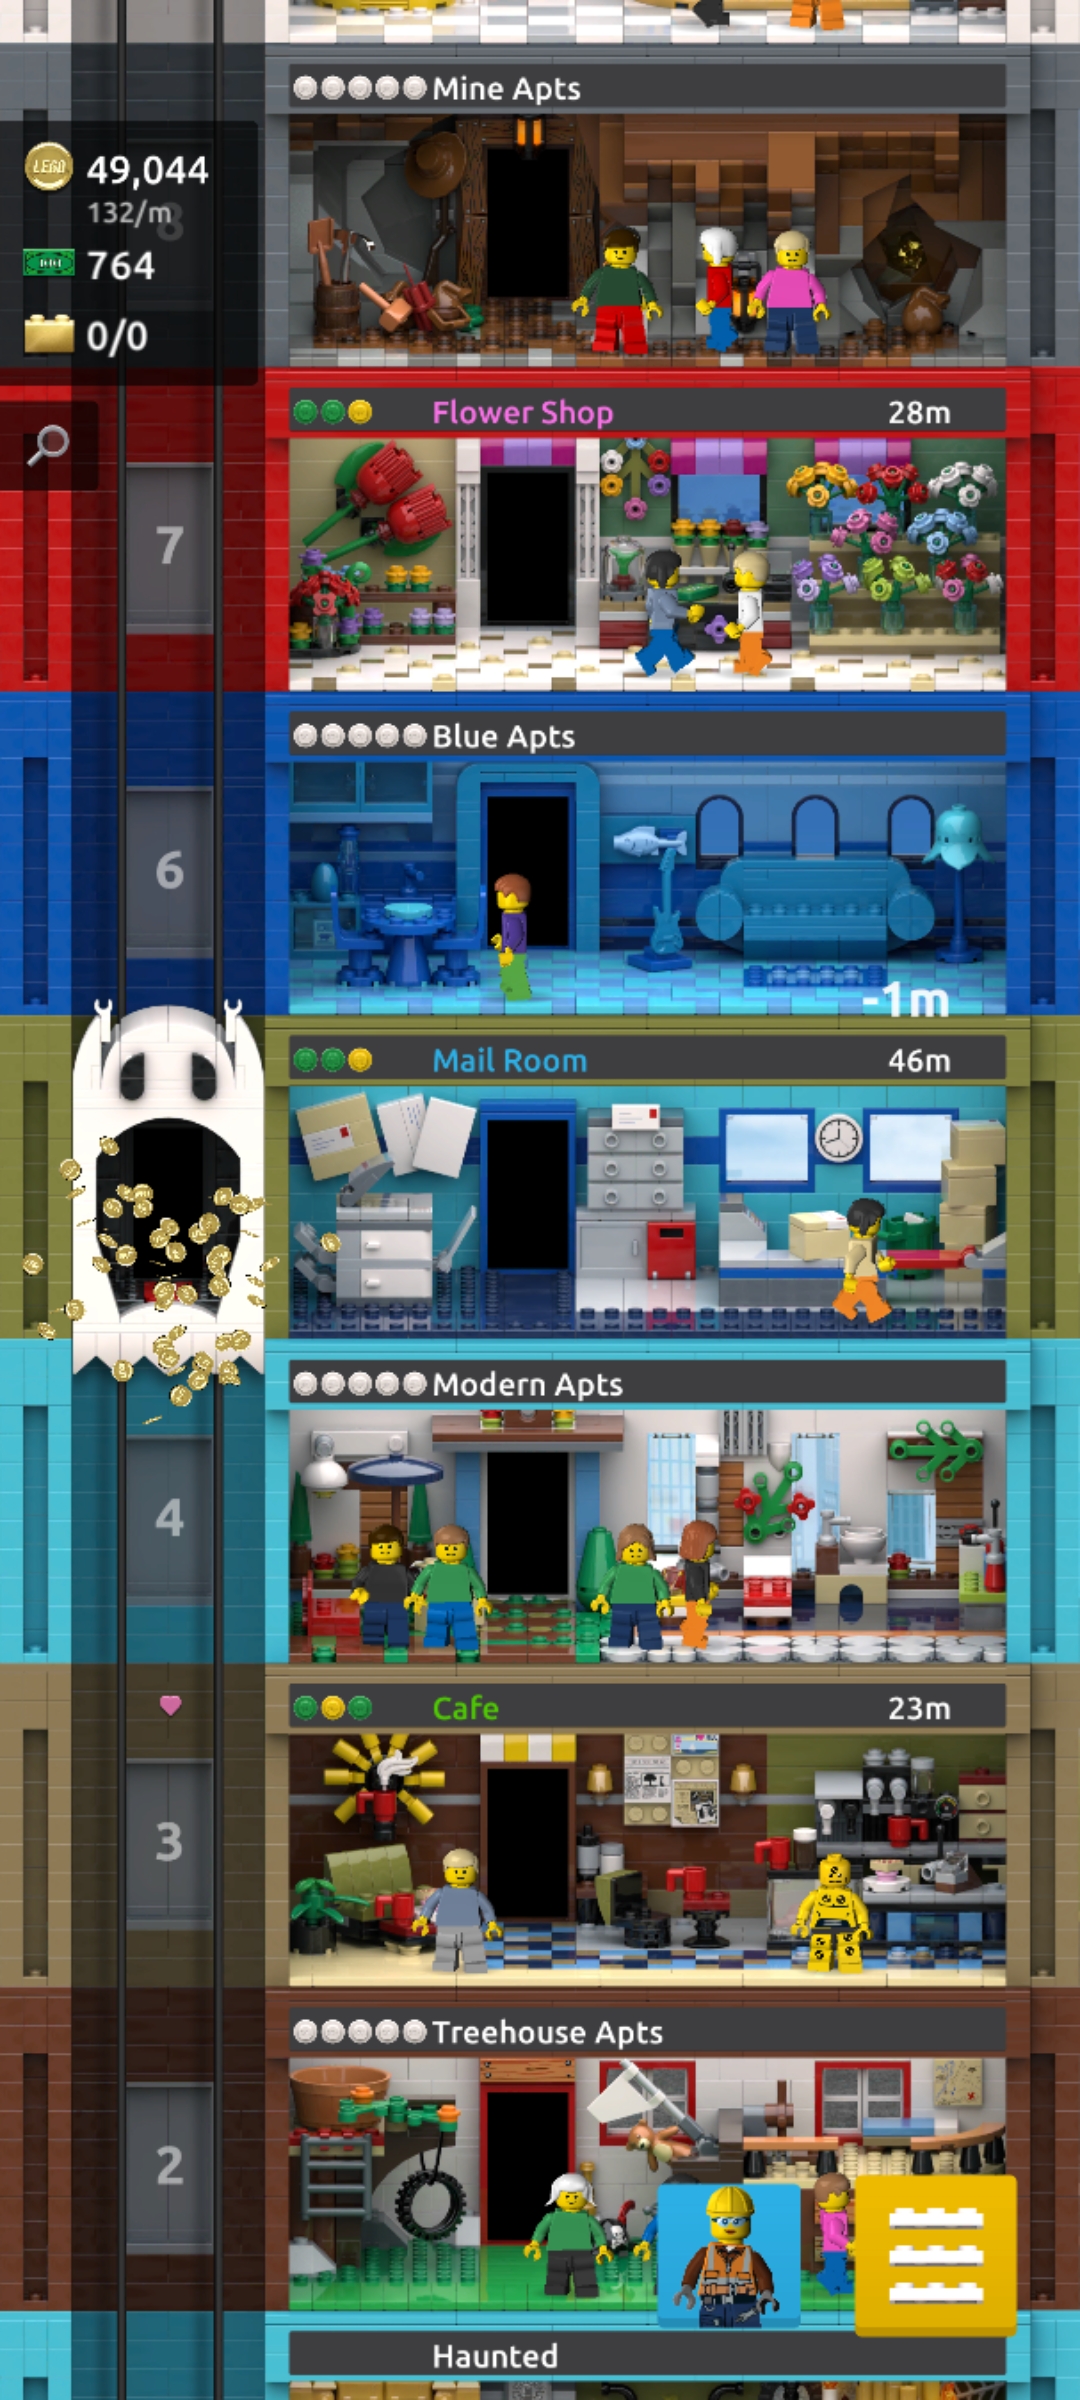 Mine Apts
LEGO
49,044
132/m
8
764
0/0
Flower Shop
28m
7
Blue Apts
6
-1m
Mail Room
46m
Modern Apts
4
Cafe
23m
3
Treehouse Apts
2
Haunted